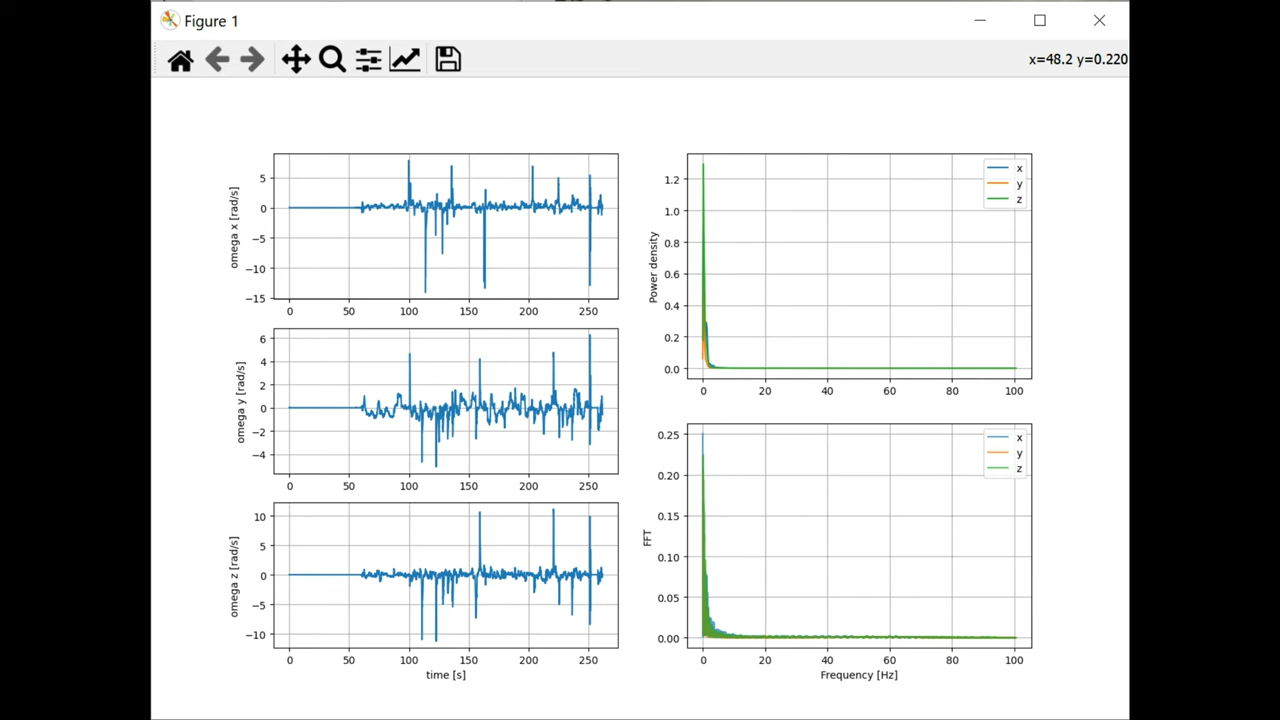 Figure 1
x=48.2 y=0.220
omega x [rad/s]
5
0
−5
−10
−15
0 50 100 150 200 250
omega y [rad/s]
6
4
2
0
−2
−4
0 50 100 150 200 250
omega z [rad/s]
10
5
0
−5
−10
0 50 100 150 200 250
time [s]
Power density
1.2
1.0
0.8
0.6
0.4
0.2
0.0
x
y
z
0 20 40 60 80 100
FFT
0.25
0.20
0.15
0.10
0.05
0.00
x
y
z
0 20 40 60 80 100
Frequency [Hz]